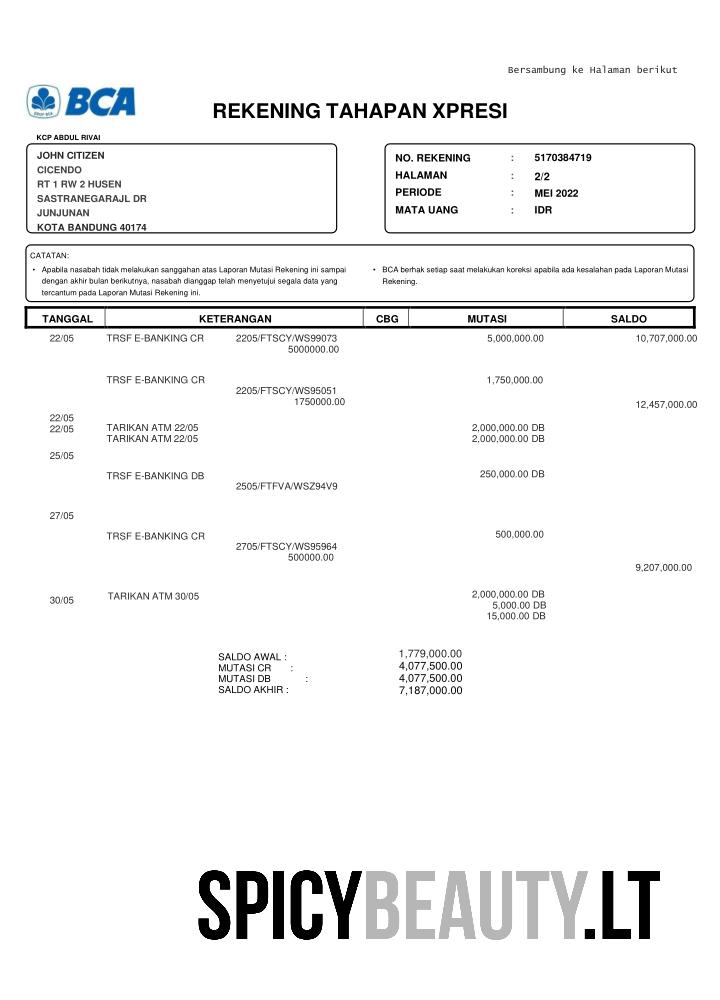 Bersambung ke Halaman berikut
BCA
REKENING TAHAPAN XPRESI
KCP ABDUL RIVAI
JOHN CITIZEN
CICENDO
RT 1 RW 2 HUSEN
SASTRANEGARAJL DR
JUNJUNAN
KOTA BANDUNG 40174
NO. REKENING : 5170384719
HALAMAN : 2/2
PERIODE : MEI 2022
MATA UANG : IDR
CATATAN:
• Apabila nasabah tidak melakukan sanggahan atas Laporan Mutasi Rekening ini sampai
dengan akhir bulan berikutnya, nasabah dianggap telah menyetujui segala data yang
tercantum pada Laporan Mutasi Rekening ini.
• BCA berhak setiap saat melakukan koreksi apabila ada kesalahan pada Laporan Mutasi
Rekening.
TANGGAL KETERANGAN CBG MUTASI SALDO
22/05 TRSF E-BANKING CR 2205/FTSCY/WS99073 5,000,000.00 10,707,000.00
5000000.00
TRSF E-BANKING CR 1,750,000.00
2205/FTSCY/WS95051
1750000.00 12,457,000.00
22/05
22/05 TARIKAN ATM 22/05 2,000,000.00 DB
TARIKAN ATM 22/05 2,000,000.00 DB
25/05
TRSF E-BANKING DB 250,000.00 DB
2505/FTFVA/WSZ94V9
27/05
TRSF E-BANKING CR 500,000.00
2705/FTSCY/WS95964
500000.00
9,207,000.00
30/05 TARIKAN ATM 30/05 2,000,000.00 DB
5,000.00 DB
15,000.00 DB
SALDO AWAL : 1,779,000.00
MUTASI CR : 4,077,500.00
MUTASI DB : 4,077,500.00
SALDO AKHIR : 7,187,000.00
SPICYBEAUTY.LT